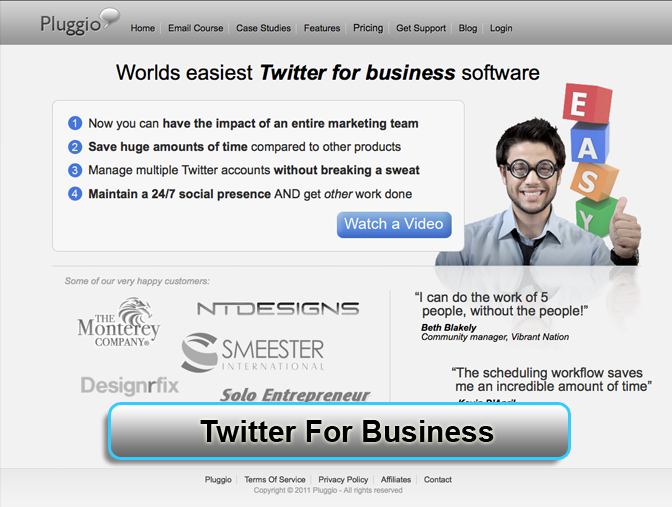 Pluggio
Home Email Course Case Studies Features Pricing Get Support Blog Login
Worlds easiest Twitter for business software
1 Now you can have the impact of an entire marketing team
2 Save huge amounts of time compared to other products
3 Manage multiple Twitter accounts without breaking a sweat
4 Maintain a 24/7 social presence AND get other work done
Watch a Video
E
A
S
Y
Some of our very happy customers:
THE
Monterey
COMPANY®
NTDESIGNS
SMEESTER
INTERNATIONAL
Designrfix
Solo Entrepreneur
“I can do the work of 5
people, without the people!”
Beth Blakely
Community manager, Vibrant Nation
“The scheduling workflow saves
me an incredible amount of time”
Twitter For Business
Pluggio Terms Of Service Privacy Policy Affiliates Contact
Copyright © 2011 Pluggio - All rights reserved